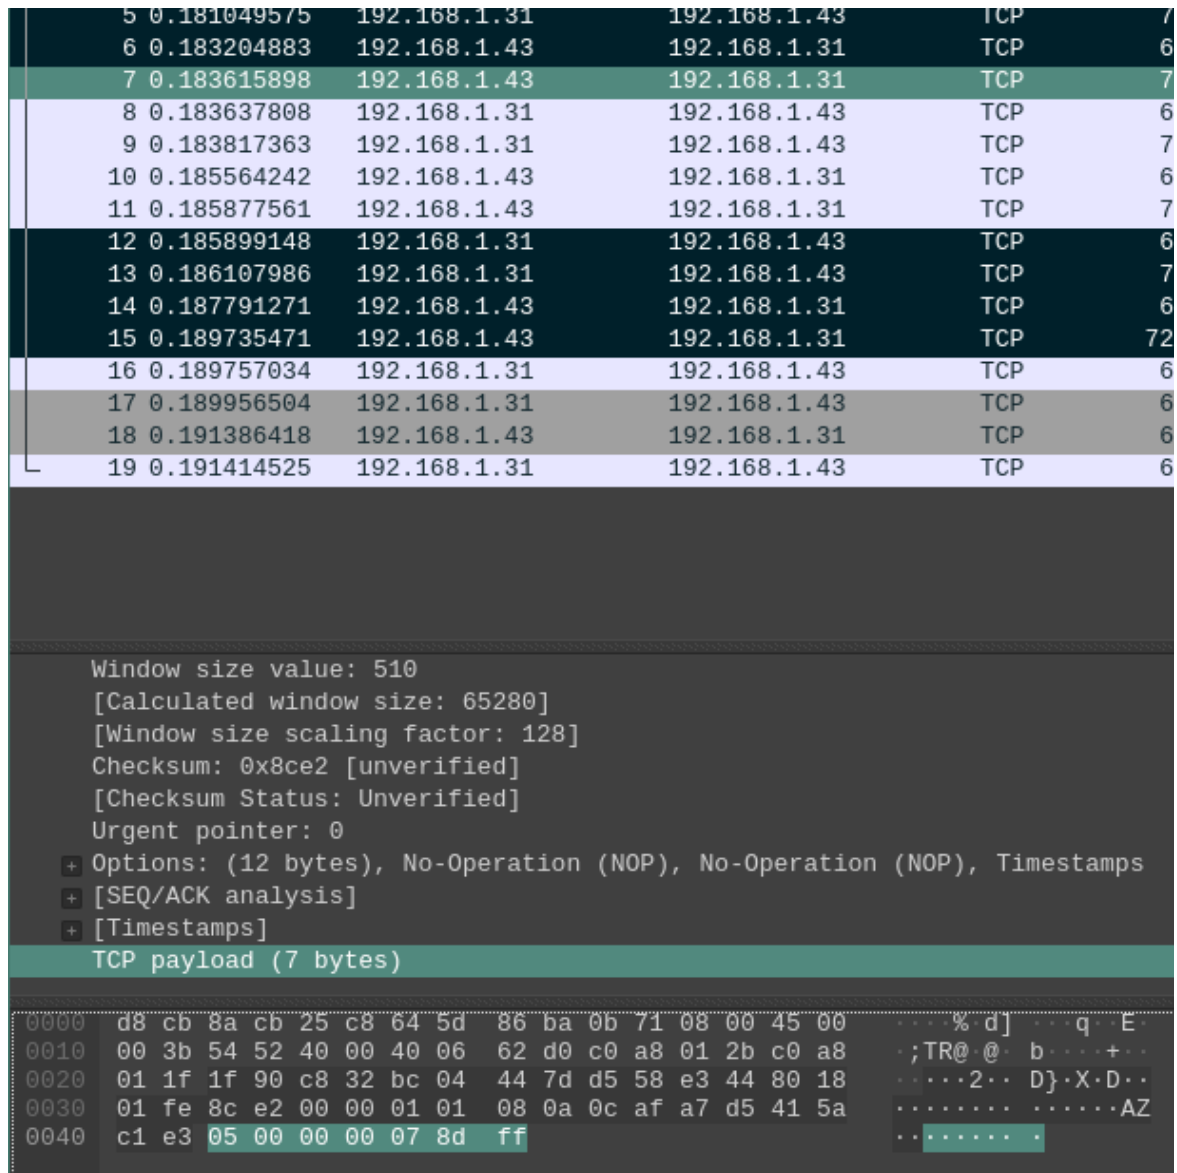 5 0.181049575 192.168.1.31 192.168.1.43 TCP 7
6 0.183204883 192.168.1.43 192.168.1.31 TCP 6
7 0.183615898 192.168.1.43 192.168.1.31 TCP 7
8 0.183637808 192.168.1.31 192.168.1.43 TCP 6
9 0.183817363 192.168.1.31 192.168.1.43 TCP 7
10 0.185564242 192.168.1.43 192.168.1.31 TCP 6
11 0.185877561 192.168.1.43 192.168.1.31 TCP 7
12 0.185899148 192.168.1.31 192.168.1.43 TCP 6
13 0.186107986 192.168.1.31 192.168.1.43 TCP 7
14 0.187791271 192.168.1.43 192.168.1.31 TCP 6
15 0.189735471 192.168.1.43 192.168.1.31 TCP 72
16 0.189757034 192.168.1.31 192.168.1.43 TCP 6
17 0.189956504 192.168.1.31 192.168.1.43 TCP 6
18 0.191386418 192.168.1.43 192.168.1.31 TCP 6
19 0.191414525 192.168.1.31 192.168.1.43 TCP 6
Window size value: 510
[Calculated window size: 65280]
[Window size scaling factor: 128]
Checksum: 0x8ce2 [unverified]
[Checksum Status: Unverified]
Urgent pointer: 0
Options: (12 bytes), No-Operation (NOP), No-Operation (NOP), Timestamps
[SEQ/ACK analysis]
[Timestamps]
TCP payload (7 bytes)
0000 d8 cb 8a cb 25 c8 64 5d 86 ba 0b 71 08 00 45 00 ····%·d] ···q··E·
0010 00 3b 54 52 40 00 40 06 62 d0 c0 a8 01 2b c0 a8 ·;TR@·@· b····+··
0020 01 1f 1f 90 c8 32 bc 04 44 7d d5 58 e3 44 80 18 ·····2·· D}·X·D··
0030 01 fe 8c e2 00 00 01 01 08 0a 0c af a7 d5 41 5a ········ ······AZ
0040 c1 e3 05 00 00 00 07 8d ff ········ ·